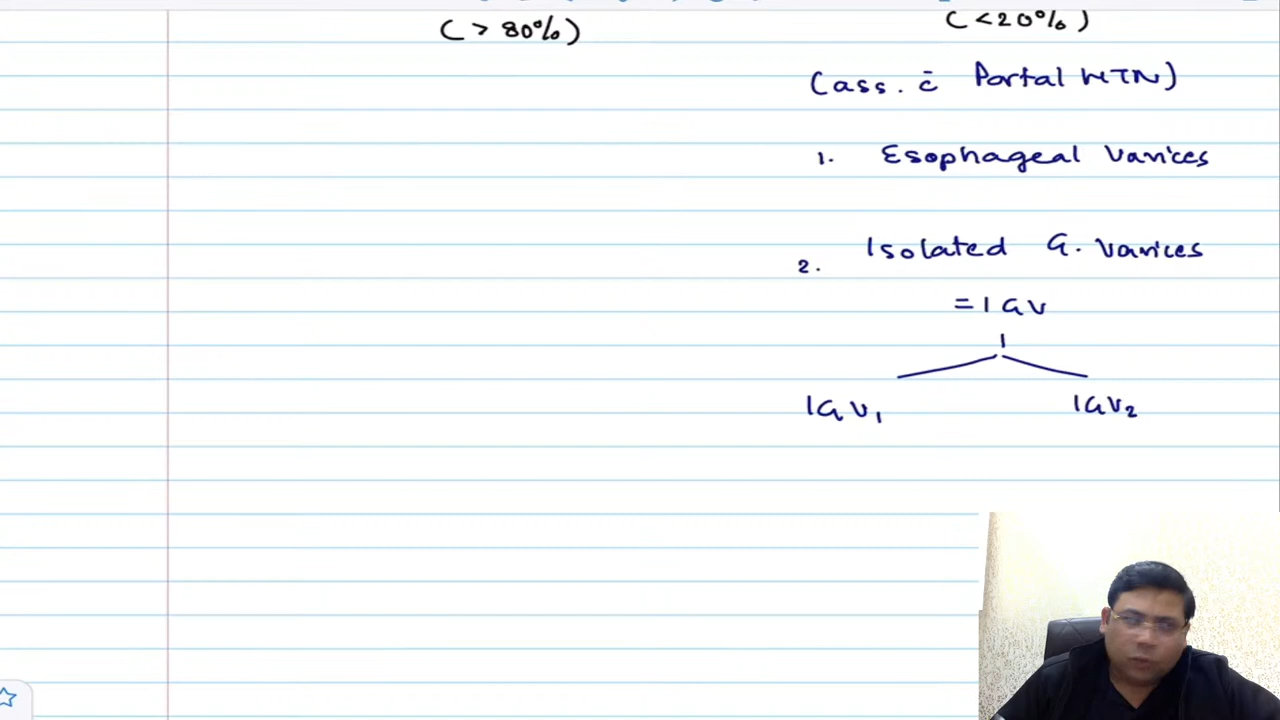 ( > 80% )
( <20% )
(ass. c̄ Portal HTN)
1. Esophageal Varices
2. Isolated G. Varices
= IGV
IGV₁ IGV₂